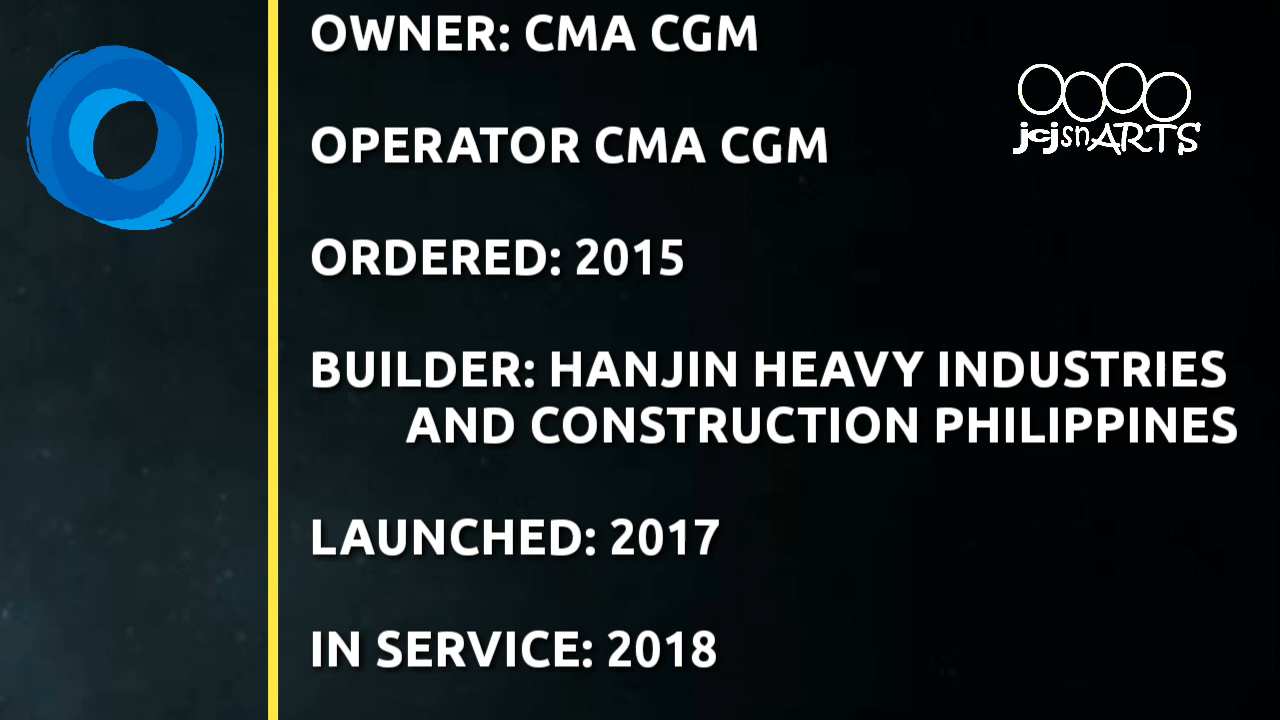 OWNER: CMA CGM
jcjsnARTS
OPERATOR CMA CGM
ORDERED: 2015
BUILDER: HANJIN HEAVY INDUSTRIES
AND CONSTRUCTION PHILIPPINES
LAUNCHED: 2017
IN SERVICE: 2018